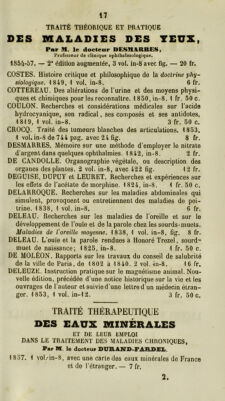 17
TRAITÉ THÉORIQUE ET PRATIQUE
DES MALADIES DES YEUX,
Par M. le docteur DESMARRES,
Professeur de clinique ophthalmologique.
1854-57. — 2e édition augmentée, 3 vol. in-8 avec fig. — 20 fr.
COSTES. Histoire critique et philosophique de la doctrine phy-
siologique. 1849, 1 vol. in-8. 6 fr.
COTTEREAU. Des altérations de l'urine et des moyens physi-
ques et chimiques pour les reconnaître. 1850, in-8. 1 fr. 50 c.
COULON. Recherches et considérations médicales sur l'acide
hydrocyanique, son radical, ses composés et ses antidotes,
1849, 1 vol. in-8. 3 fr. 50 c.
CROCQ. Traité des tumeurs blanches des articulations. 1853,
1 vol. in-8 de 744 pag. avec 21 fig. 8 fr.
DESMARRES. Mémoire sur une méthode d'employer le nitrate
d'argent dans quelques ophthalmies. 1842, in-8. 2 fr.
DE CANDOLLE. Organographie végétale, ou description des
organes des plantes. 2 vol. in-8, avec 422 fig. 12 fr.
DEGUISE, DUPUY et LEURET. Recherches et expériences sur
les effets de l'acétate de morphine. 1824, in-8. 1 fr. 50 c.
DELARROQUE. Recherches sur les maladies abdominales qui
simulent, provoquent ou entretiennent des maladies de poi-
trine. 1838, 1 vol. in-8. 6 fr.
DELEAU. Recherches sur les maladies de l'oreille et sur le
développement de l'ouïe et de la parole chez les sourds-muets.
Maladies de l'oreille moyenne. 1838, 1 vol. in-8, fig. 8 fr.
DELEAU. L'ouïe et la parole rendues à Honoré Trezel, sourd-
muet de naissance; 1825, in-8. 1 fr. 50 c.
DE MOLÉON. Rapports sur les travaux du conseil de salubrité
de la ville de Paris, de 1802 à 1840. 2 vol. in-8. 16 fr.
DELEUZE. Instruction pratique sur le magnétisme animal. Nou-
velle édition, précédée d'une notice historique sur la vie et les
ouvrages de l'auteur et suivie d'une lettre d'un médecin étran-
ger. 1853, 1 vol. in-12. 3 fr. 50 c.
TRAITÉ THÉRAPEUTIQUE
DES EAUX MINÉRALES
ET DE LEUR EMPLOI
DANS LE TRAITEMENT DES MALADIES CHRONIQUES,
Par M. le docteur DURAND-FARDEL.
1857. 1 vol. in-8, avec une carte des eaux minérales de France
et de l'étranger. — 7 fr.
2.